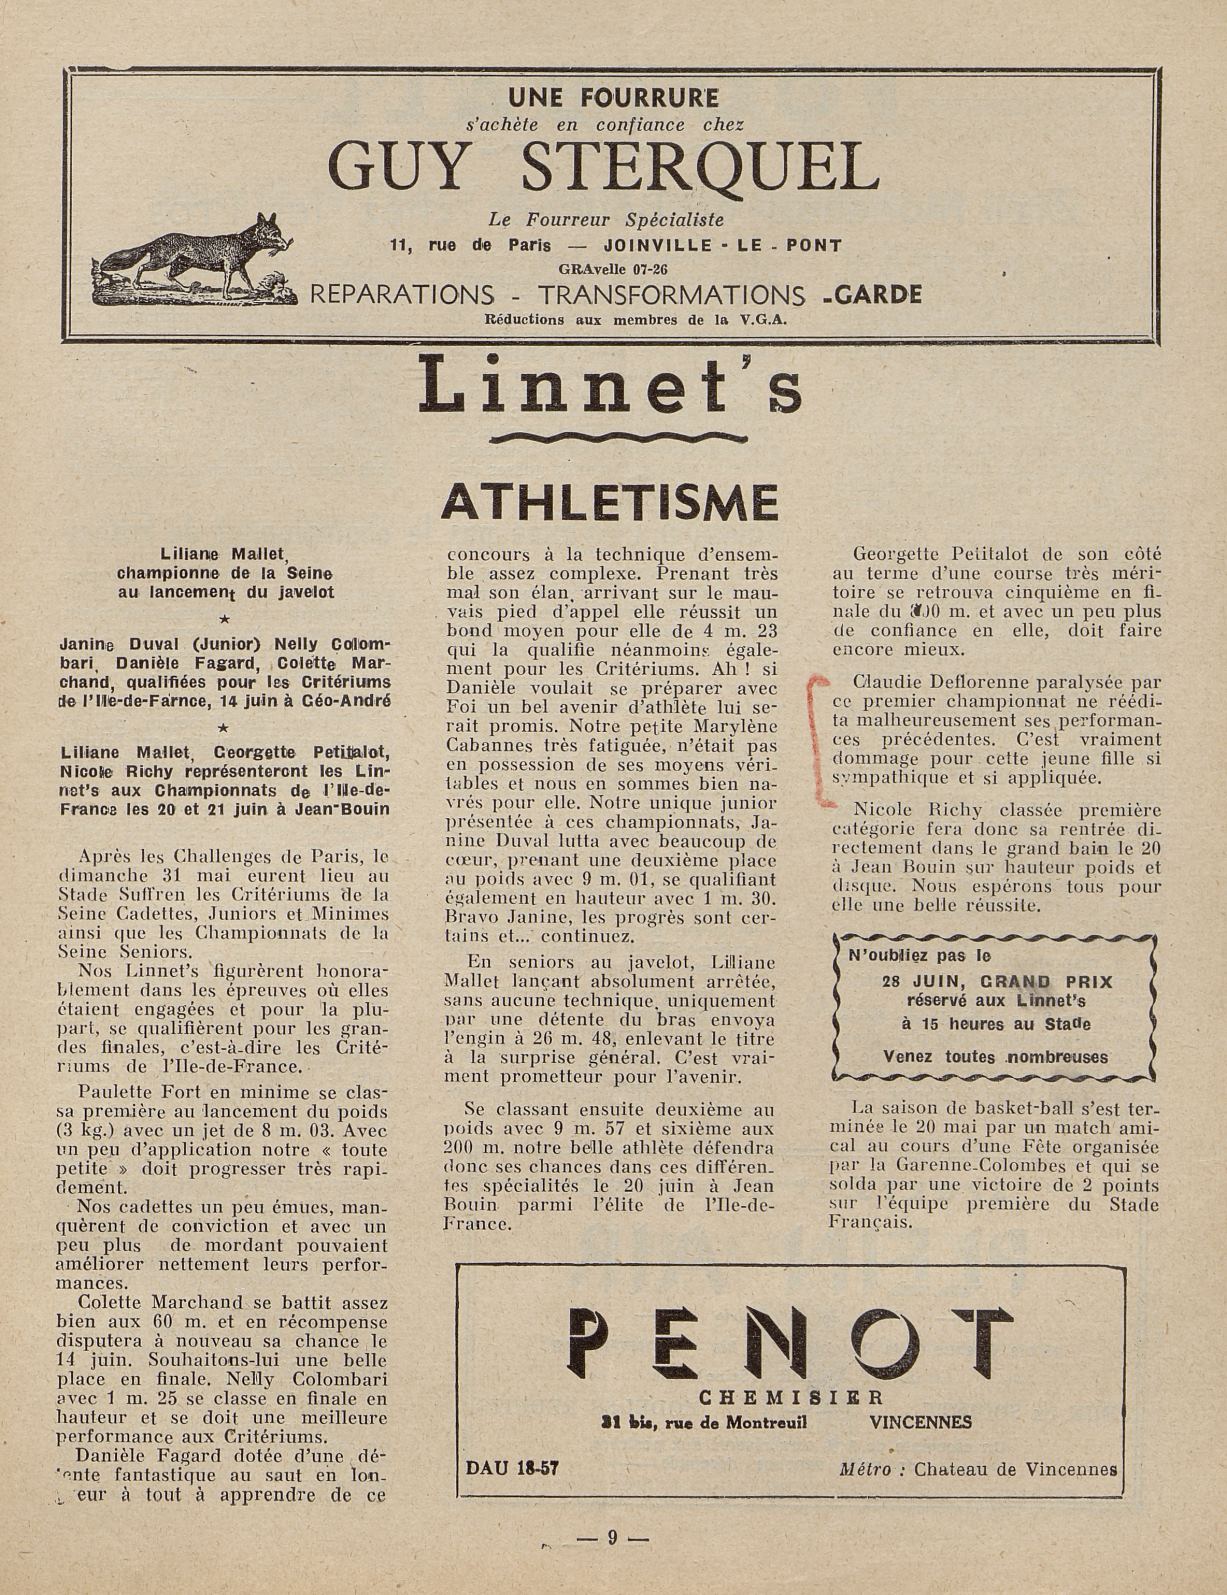 UNE FOURRURE
s'achète en confiance chez
GUY STERQUEL
Le Fourreur Spécialiste
11, rue de Paris — JOINVILLE - LE - PONT
GRAvelle 07-26
REPARATIONS - TRANSFORMATIONS - GARDE
Réductions aux membres de la V.G.A.
Linnet's
ATHLETISME
Liliane Mallet,
championne de la Seine
au lancement du javelot
★
Janine Duval (Junior) Nelly Colom-
bari, Danièle Fagard, Colette Mar-
chand, qualifiées pour les Critériums
de l'Ile-de-Farnce, 14 juin à Géo-André
★
Liliane Mallet, Georgette Petitalot,
Nicole Richy représenteront les Lin-
net's aux Championnats de l'Ile-de-
France les 20 et 21 juin à Jean-Bouin
Après les Challenges de Paris, le
dimanche 31 mai eurent lieu au
Stade Suffren les Critériums de la
Seine Cadettes, Juniors et Minimes
ainsi que les Championnats de la
Seine Seniors.
Nos Linnet's figurèrent honora-
blement dans les épreuves où elles
étaient engagées et pour la plu-
part, se qualifièrent pour les gran-
des finales, c'est-à-dire les Crité-
riums de l'Ile-de-France.
Paulette Fort en minime se clas-
sa première au lancement du poids
(3 kg.) avec un jet de 8 m. 03. Avec
un peu d'application notre « toute
petite » doit progresser très rapi-
dement.
Nos cadettes un peu émues, man-
quèrent de conviction et avec un
peu plus de mordant pouvaient
améliorer nettement leurs perfor-
mances.
Colette Marchand se battit assez
bien aux 60 m. et en récompense
disputera à nouveau sa chance le
14 juin. Souhaitons-lui une belle
place en finale. Nelly Colombari
avec 1 m. 25 se classe en finale en
hauteur et se doit une meilleure
performance aux Critériums.
Danièle Fagard dotée d'une dé-
tente fantastique au saut en lon-
eur à tout à apprendre de ce
concours à la technique d'ensem-
ble assez complexe. Prenant très
mal son élan, arrivant sur le mau-
vais pied d'appel elle réussit un
bond moyen pour elle de 4 m. 23
qui la qualifie néanmoins égale-
ment pour les Critériums. Ah ! si
Danièle voulait se préparer avec
Foi un bel avenir d'athlète lui se-
rait promis. Notre petite Marylène
Cabannes très fatiguée, n'était pas
en possession de ses moyens véri-
tables et nous en sommes bien na-
vrés pour elle. Notre unique junior
présentée à ces championnats, Ja-
nine Duval lutta avec beaucoup de
cœur, prenant une deuxième place
au poids avec 9 m. 01, se qualifiant
également en hauteur avec 1 m. 30.
Bravo Janine, les progrès sont cer-
tains et... continuez.
En seniors au javelot, Liliane
Mallet lançant absolument arrêtée,
sans aucune technique, uniquement
par une détente du bras envoya
l'engin à 26 m. 48, enlevant le titre
à la surprise général. C'est vrai-
ment prometteur pour l'avenir.
Se classant ensuite deuxième au
poids avec 9 m. 57 et sixième aux
200 m. notre belle athlète défendra
donc ses chances dans ces différen-
tes spécialités le 20 juin à Jean
Bouin parmi l'élite de l'Ile-de-
France.
Georgette Petitalot de son côté
au terme d'une course très méri-
toire se retrouva cinquième en fi-
nale du m. et avec un peu plus
de confiance en elle, doit faire
encore mieux.
Claudie Deflorenne paralysée par
ce premier championnat ne réédi-
ta malheureusement ses performan-
ces précédentes. C'est vraiment
dommage pour cette jeune fille si
sympathique et si appliquée.
Nicole Richy classée première
catégorie fera donc sa rentrée di-
rectement dans le grand bain le 20
à Jean Bouin sur hauteur poids et
disque. Nous espérons tous pour
elle une belle réussite.
N'oubliez pas le
28 JUIN, GRAND PRIX
réservé aux Linnet's
à 15 heures au Stade
Venez toutes nombreuses
La saison de basket-ball s'est ter-
minée le 20 mai par un match ami-
cal au cours d'une Fête organisée
par la Garenne-Colombes et qui se
solda par une victoire de 2 points
sur l'équipe première du Stade
Français.
PENOT
CHEMISIER
31 bis, rue de Montreuil VINCENNES
DAU 18-57 Métro : Chateau de Vincennes
— 9 —